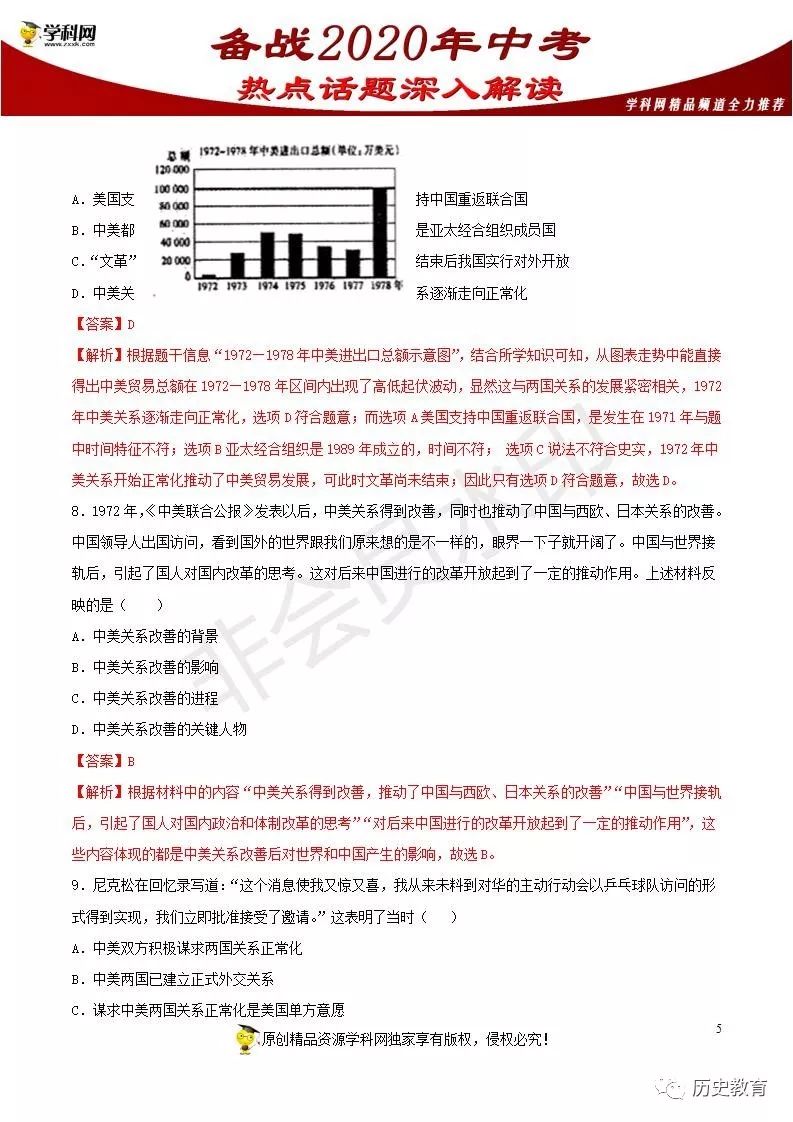 学科网
www.zxxk.com
备战2020年中考
热点话题深入解读
学科网精品频道全力推荐
总额 1972-1978年中美进出口总额(单位:万美元)
120 000
100 000
80 000
60 000
40 000
20 000
0
1972 1973 1974 1975 1976 1977 1978 年
A．美国支 持中国重返联合国
B．中美都 是亚太经合组织成员国
C．“文革” 结束后我国实行对外开放
D．中美关 系逐渐走向正常化
【答案】D
【解析】根据题干信息“1972—1978年中美进出口总额示意图”，结合所学知识可知，从图表走势中能直接
得出中美贸易总额在1972—1978年区间内出现了高低起伏波动，显然这与两国关系的发展紧密相关，1972
年中美关系逐渐走向正常化，选项D符合题意；而选项A美国支持中国重返联合国，是发生在1971年与题
中时间特征不符；选项B亚太经合组织是1989年成立的，时间不符； 选项C说法不符合史实，1972年中
美关系开始正常化推动了中美贸易发展，可此时文革尚未结束；因此只有选项D符合题意，故选D。
8．1972年，《中美联合公报》发表以后，中美关系得到改善，同时也推动了中国与西欧、日本关系的改善。
中国领导人出国访问，看到国外的世界跟我们原来想的是不一样的，眼界一下子就开阔了。中国与世界接
轨后，引起了国人对国内改革的思考。这对后来中国进行的改革开放起到了一定的推动作用。上述材料反
映的是（　　）
A．中美关系改善的背景
B．中美关系改善的影响
C．中美关系改善的进程
D．中美关系改善的关键人物
【答案】B
【解析】根据材料中的内容“中美关系得到改善，推动了中国与西欧、日本关系的改善”“中国与世界接轨
后，引起了国人对国内政治和体制改革的思考”“对后来中国进行的改革开放起到了一定的推动作用”，这
些内容体现的都是中美关系改善后对世界和中国产生的影响，故选B。
9．尼克松在回忆录写道：“这个消息使我又惊又喜，我从来未料到对华的主动行动会以乒乓球队访问的形
式得到实现，我们立即批准接受了邀请。”这表明了当时（　　）
A．中美双方积极谋求两国关系正常化
B．中美两国已建立正式外交关系
C．谋求中美两国关系正常化是美国单方意愿
非会员水印
5
原创精品资源学科网独家享有版权，侵权必究！
历史教育